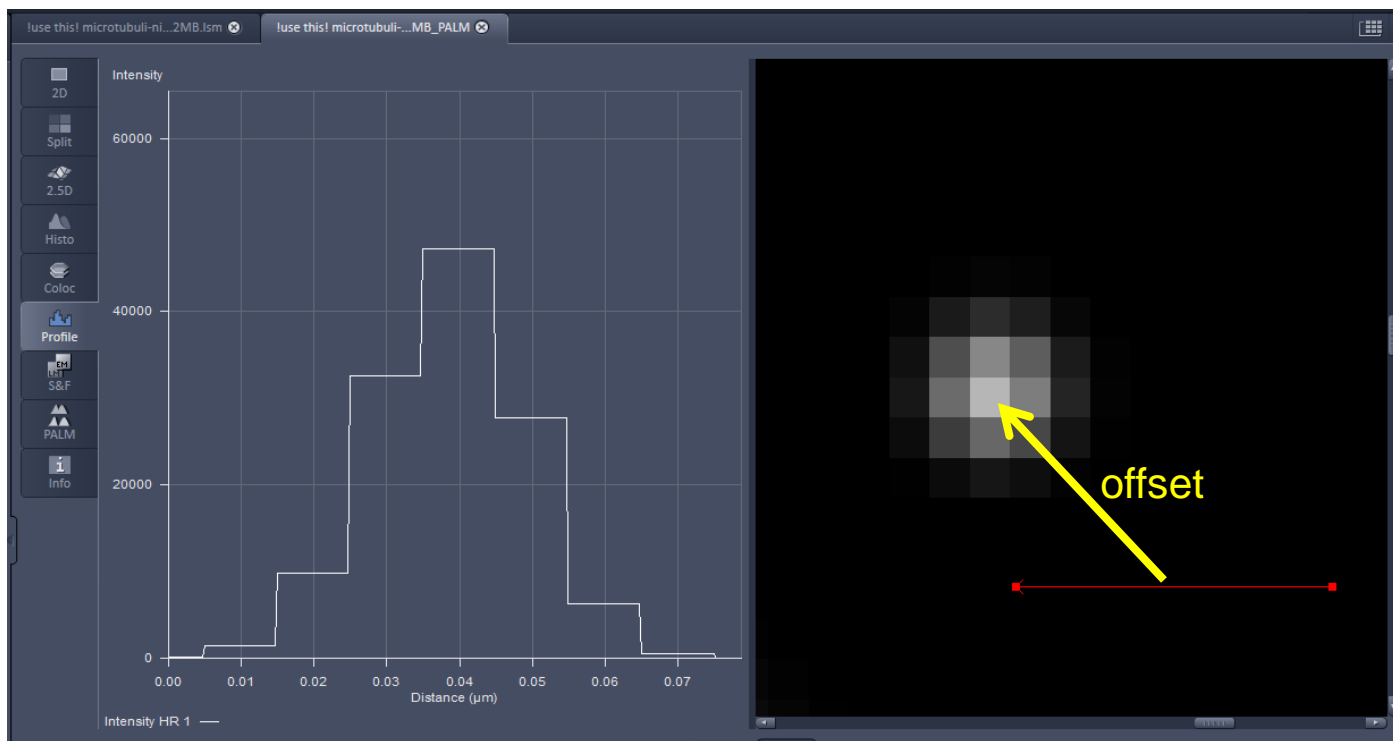 !use this! microtubuli-ni...2MB.lsm
!use this! microtubuli-...MB_PALM
2D
Split
2.5D
Histo
Coloc
Profile
EM
LM
S&F
PALM
i
Info
Intensity
60000
40000
20000
0
0.00 0.01 0.02 0.03 0.04 0.05 0.06 0.07
Distance (µm)
Intensity HR 1
offset